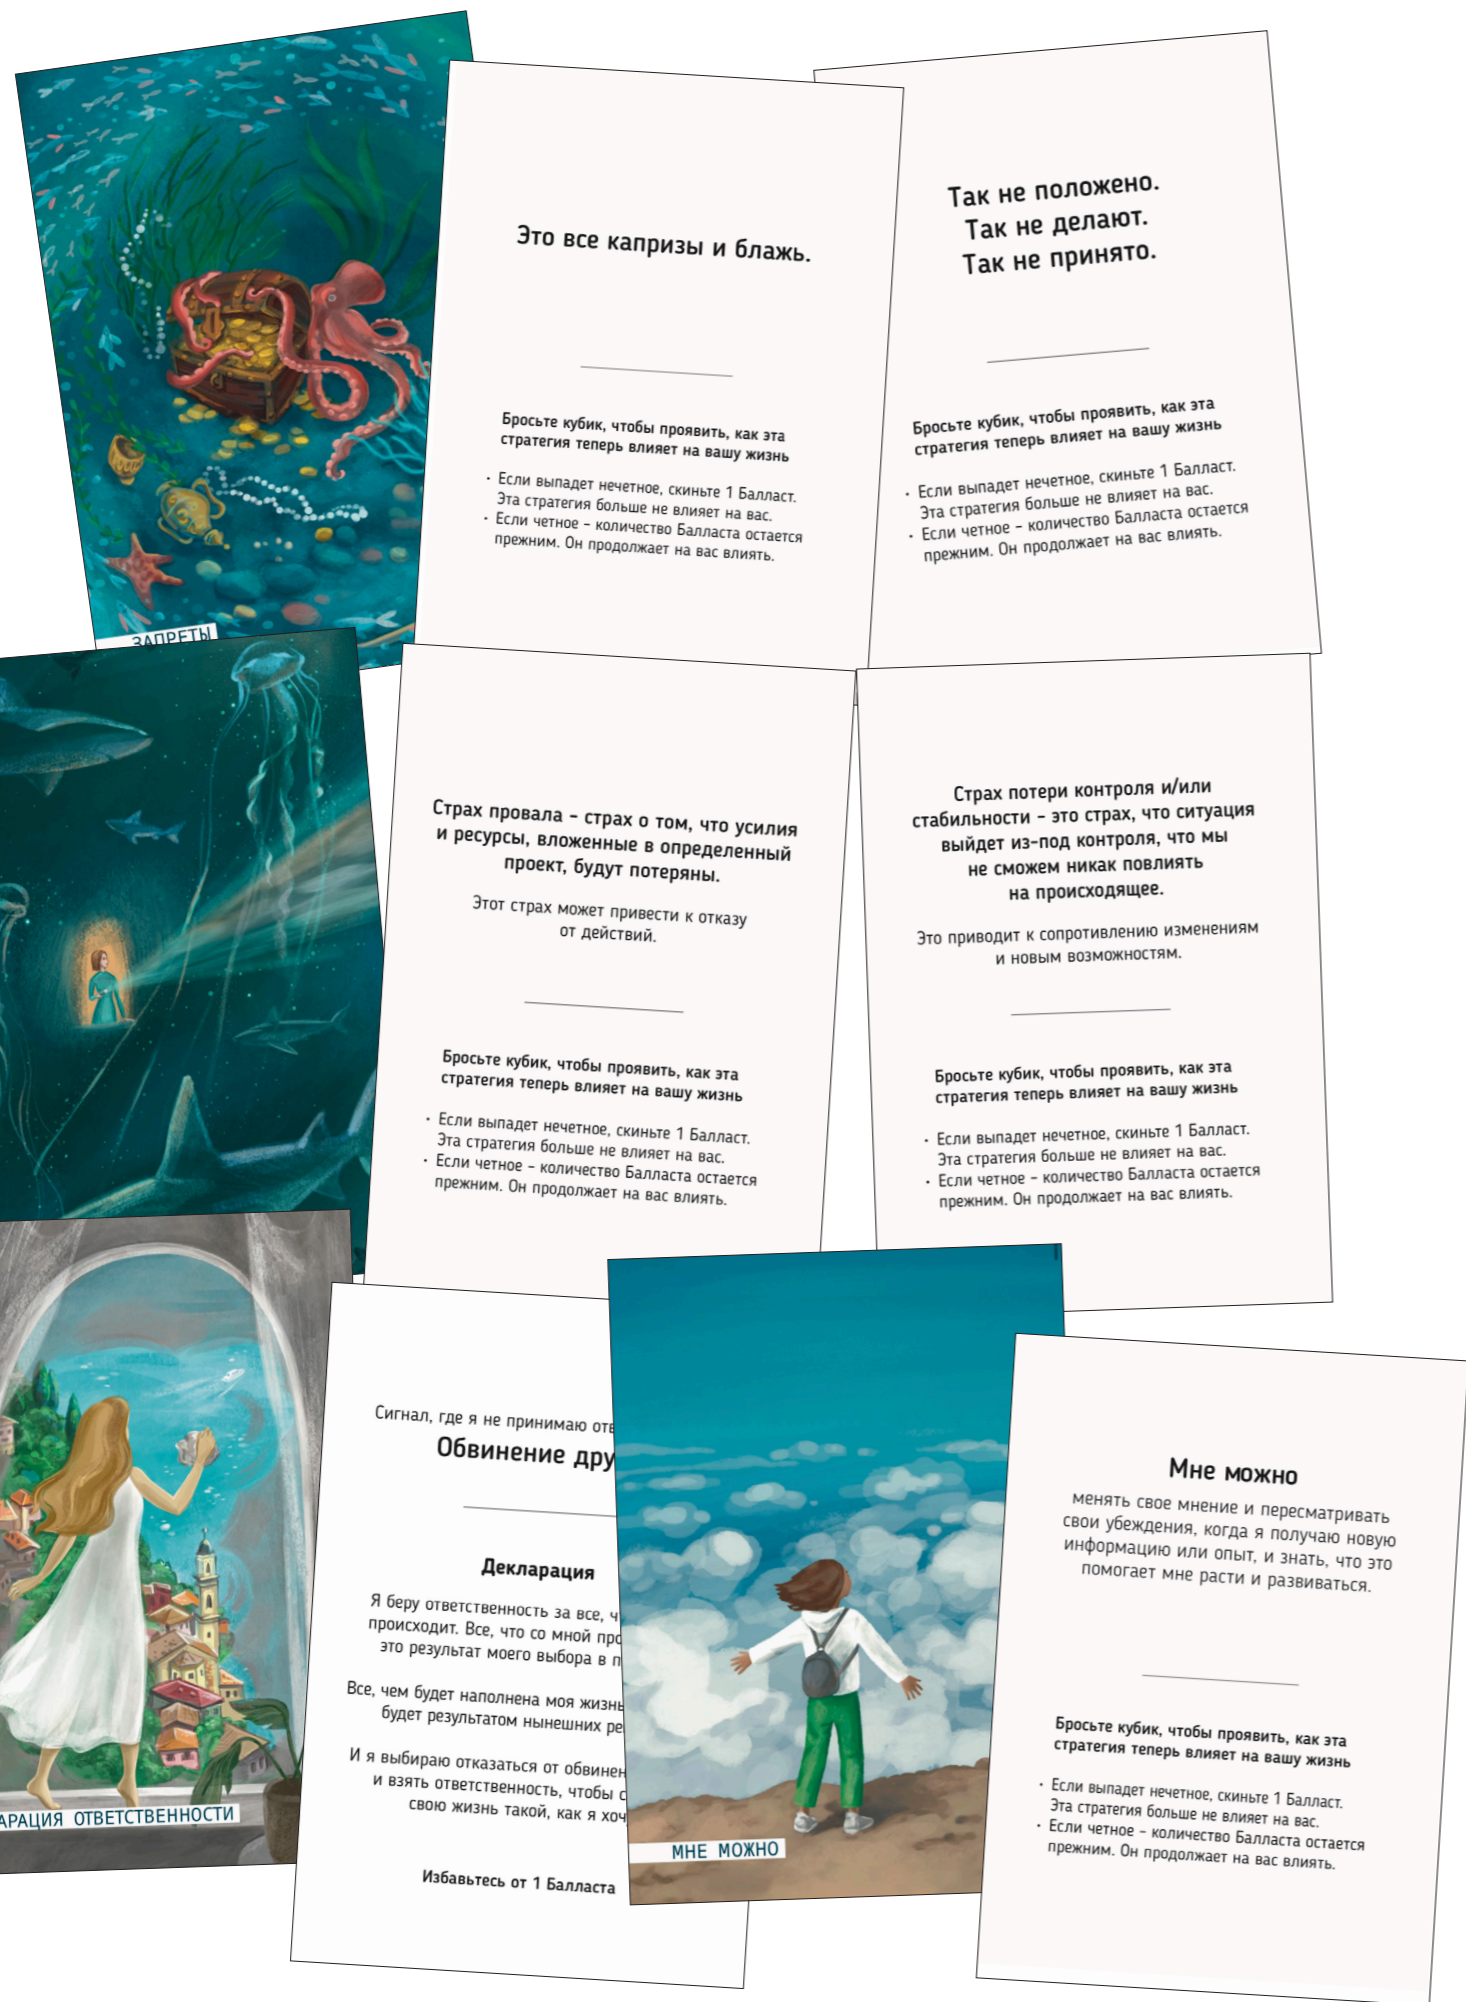 ЗАПРЕТЫ
Это все капризы и блажь.
Бросьте кубик, чтобы проявить, как эта
стратегия теперь влияет на вашу жизнь
· Если выпадет нечетное, скиньте 1 Балласт.
Эта стратегия больше не влияет на вас.
· Если четное – количество Балласта остается
прежним. Он продолжает на вас влиять.
Так не положено.
Так не делают.
Так не принято.
Бросьте кубик, чтобы проявить, как эта
стратегия теперь влияет на вашу жизнь
· Если выпадет нечетное, скиньте 1 Балласт.
Эта стратегия больше не влияет на вас.
· Если четное – количество Балласта остается
прежним. Он продолжает на вас влиять.
Страх провала – страх о том, что усилия
и ресурсы, вложенные в определенный
проект, будут потеряны.
Этот страх может привести к отказу
от действий.
Бросьте кубик, чтобы проявить, как эта
стратегия теперь влияет на вашу жизнь
· Если выпадет нечетное, скиньте 1 Балласт.
Эта стратегия больше не влияет на вас.
· Если четное – количество Балласта остается
прежним. Он продолжает на вас влиять.
Страх потери контроля и/или
стабильности – это страх, что ситуация
выйдет из-под контроля, что мы
не сможем никак повлиять
на происходящее.
Это приводит к сопротивлению изменениям
и новым возможностям.
Бросьте кубик, чтобы проявить, как эта
стратегия теперь влияет на вашу жизнь
· Если выпадет нечетное, скиньте 1 Балласт.
Эта стратегия больше не влияет на вас.
· Если четное – количество Балласта остается
прежним. Он продолжает на вас влиять.
АРАЦИЯ ОТВЕТСТВЕННОСТИ
Сигнал, где я не принимаю отв
Обвинение дру
Декларация
Я беру ответственность за все, ч
происходит. Все, что со мной про
это результат моего выбора в п
Все, чем будет наполнена моя жизнь
будет результатом нынешних ре
И я выбираю отказаться от обвинен
и взять ответственность, чтобы с
свою жизнь такой, как я хоч
Избавьтесь от 1 Балласта
МНЕ МОЖНО
Мне можно
менять свое мнение и пересматривать
свои убеждения, когда я получаю новую
информацию или опыт, и знать, что это
помогает мне расти и развиваться.
Бросьте кубик, чтобы проявить, как эта
стратегия теперь влияет на вашу жизнь
· Если выпадет нечетное, скиньте 1 Балласт.
Эта стратегия больше не влияет на вас.
· Если четное – количество Балласта остается
прежним. Он продолжает на вас влиять.